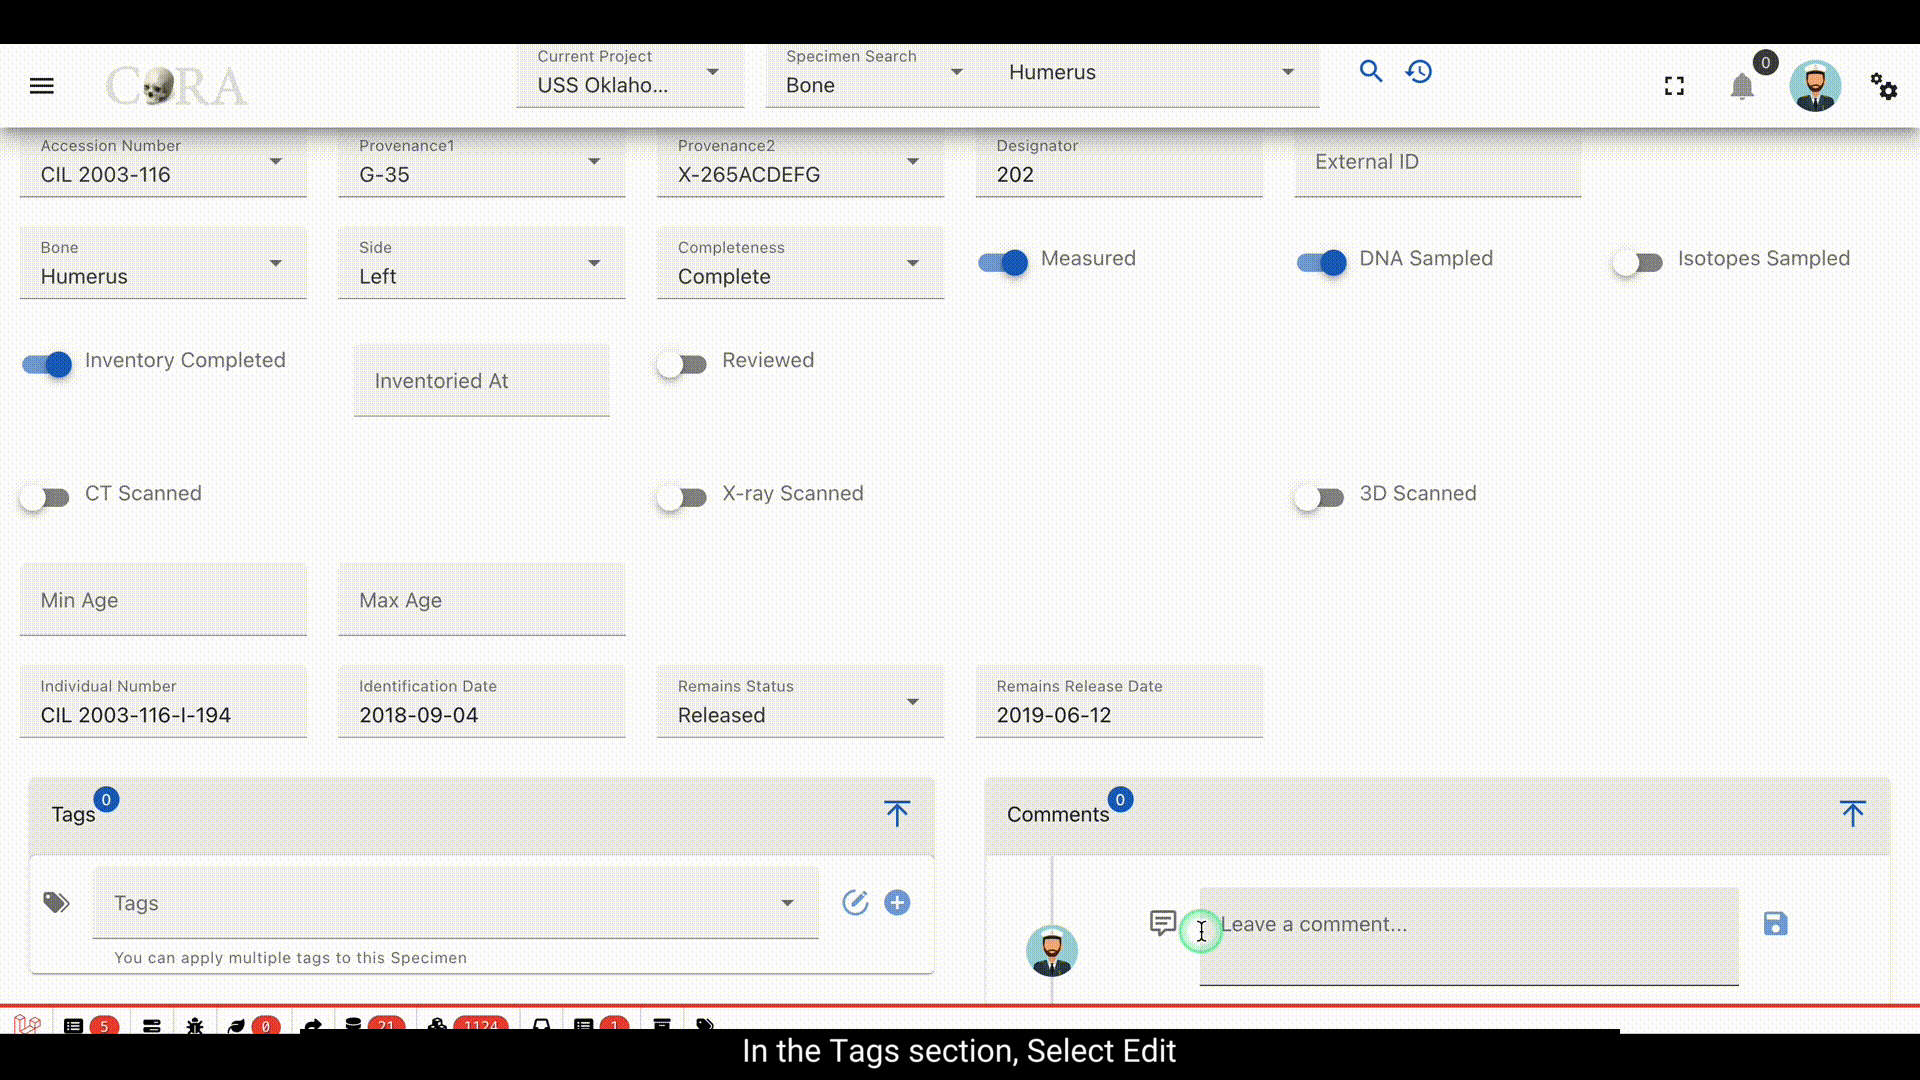 Current Project
USS Oklaho...
Specimen Search
Bone
Humerus
CORA
0
Accession Number
CIL 2003-116
Provenance1
G-35
Provenance2
X-265ACDEFG
Designator
202
External ID
Bone
Humerus
Side
Left
Completeness
Complete
Measured
DNA Sampled
Isotopes Sampled
Inventory Completed
Inventoried At
Reviewed
CT Scanned
X-ray Scanned
3D Scanned
Min Age
Max Age
Individual Number
CIL 2003-116-I-194
Identification Date
2018-09-04
Remains Status
Released
Remains Release Date
2019-06-12
Tags 0
Comments 0
Tags
You can apply multiple tags to this Specimen
Leave a comment...
5 0 21 1124 1
In the Tags section, Select Edit